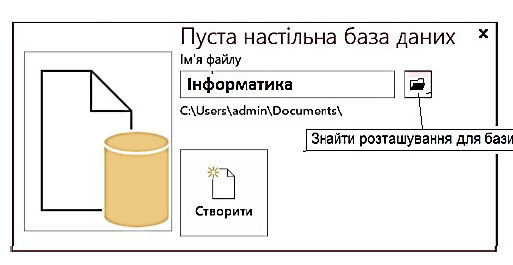 Пуста настільна база даних
Ім'я файлу
Інформатика
C:\Users\admin\Documents\
Знайти розташування для бази
Створити